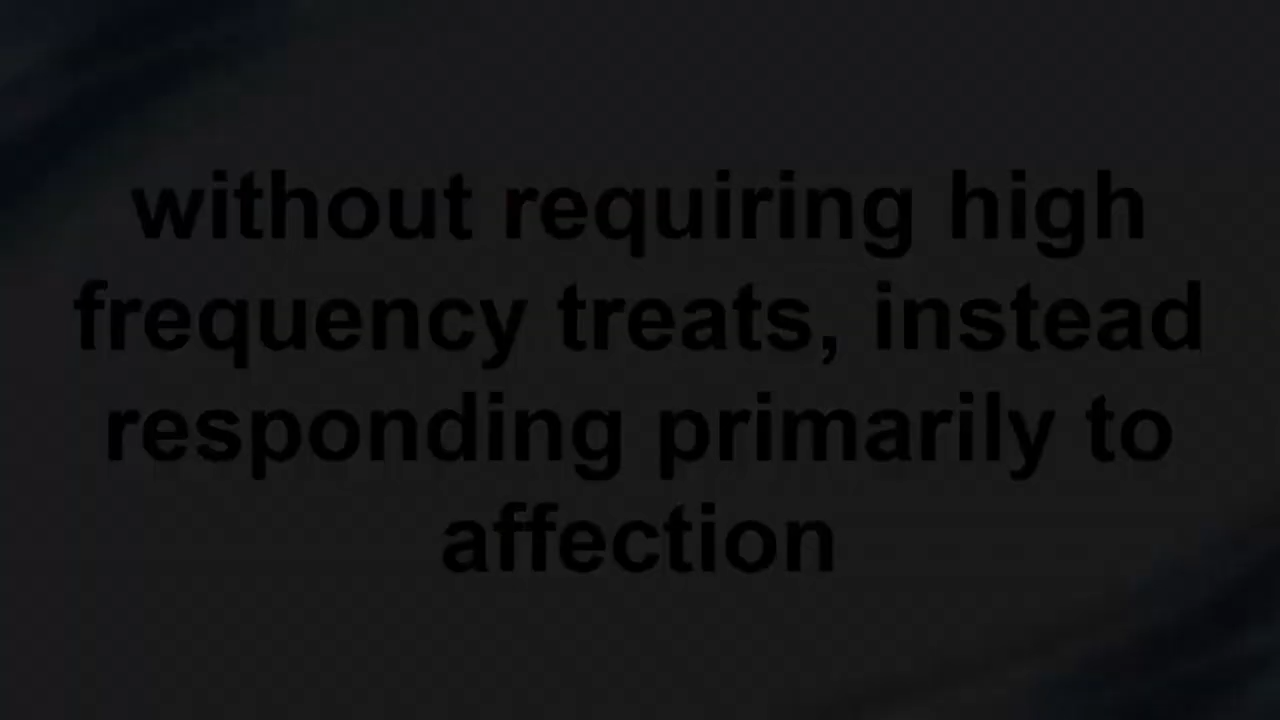 without requiring high
frequency treats, instead
responding primarily to
affection